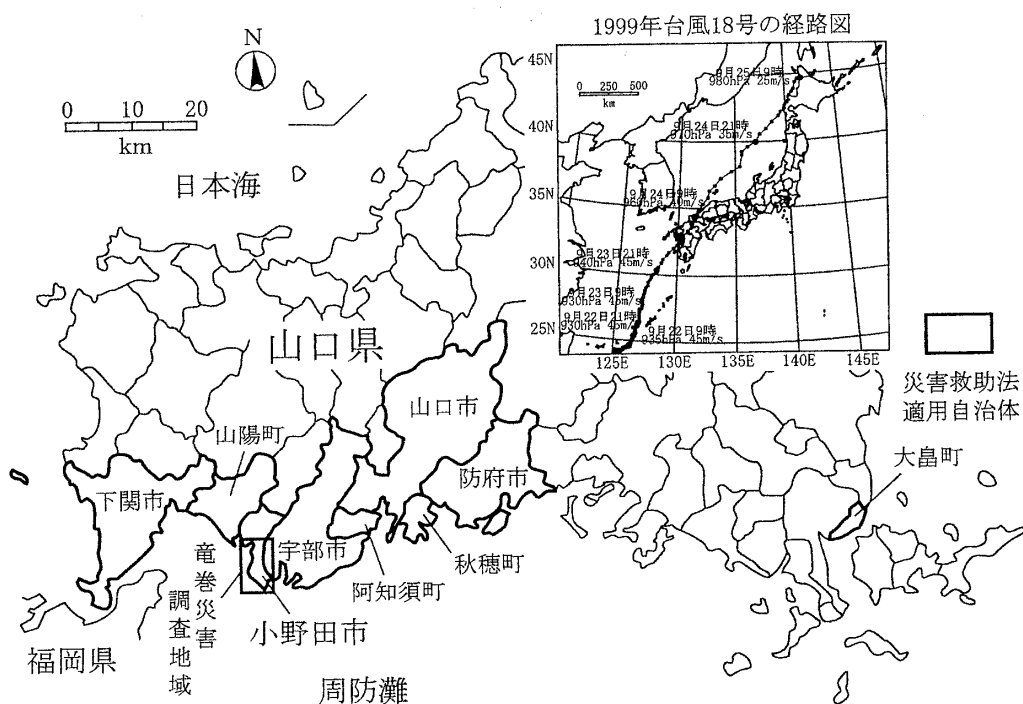 1999年台風18号の経路図
N
45N
40N
35N
30N
25N
125E
130E
135E
140E
145E
0 250 500
km
9月25日9時
980hPa 25m/s
9月24日21時
970hPa 35m/s
9月24日9時
960hPa 40m/s
9月23日21時
940hPa 45m/s
9月23日9時
930hPa 45m/s
9月22日21時
930hPa 45m/s
9月22日9時
935hPa 45m/s
0 10 20
km
日本海
山口県
山口市
山陽町
下関市
防府市
宇部市
秋穂町
阿知須町
小野田市
竜巻災害
調査地域
福岡県
周防灘
災害救助法
適用自治体
大畠町